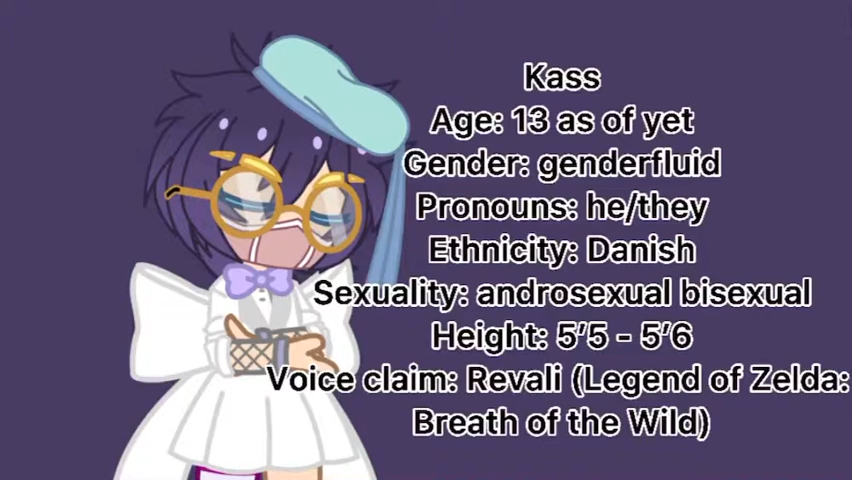 Kass
Age: 13 as of yet
Gender: genderfluid
Pronouns: he/they
Ethnicity: Danish
Sexuality: androsexual bisexual
Height: 5’5 - 5’6
Voice claim: Revali (Legend of Zelda:
Breath of the Wild)